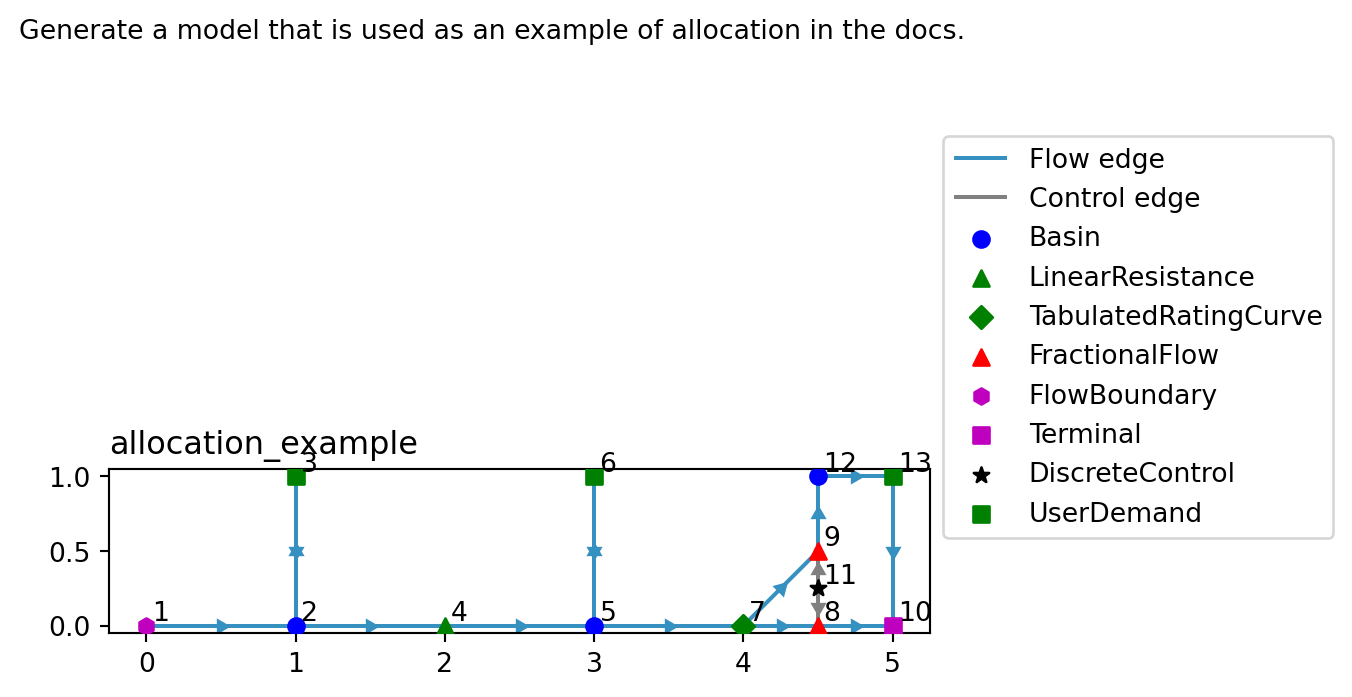 Generate a model that is used as an example of allocation in the docs.
Flow edge
Control edge
Basin
LinearResistance
TabulatedRatingCurve
FractionalFlow
FlowBoundary
Terminal
DiscreteControl
UserDemand
allocation_example
3 6 12 13
1.0
9
0.5
11
1 2 4 5 7 8 10
0.0
0 1 2 3 4 5